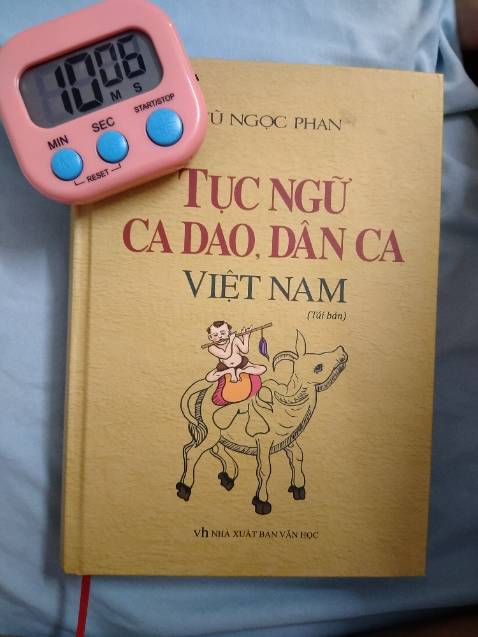 10 06
M S
MIN SEC START/STOP
RESET
NGỌC PHAN
TỤC NGỮ
CA DAO, DÂN CA
VIỆT NAM
(Tái bản)
vh NHÀ XUẤT BẢN VĂN HỌC